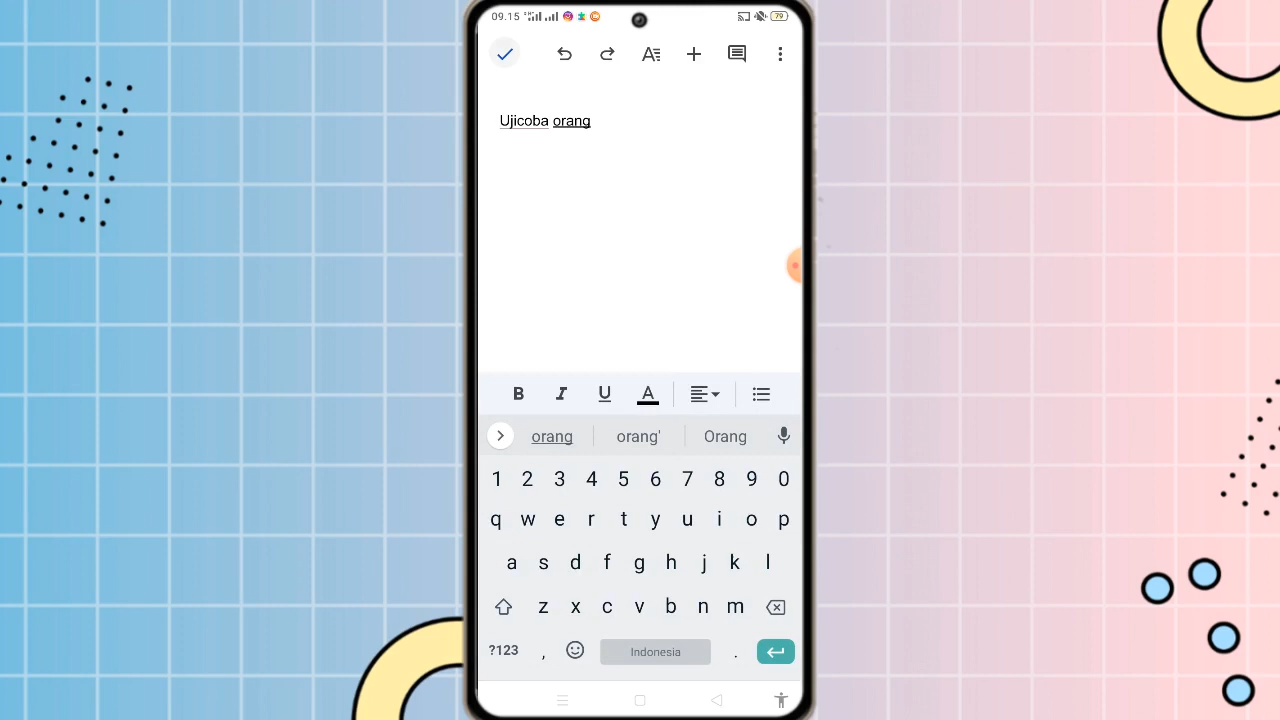 09.15
79
Ujicoba orang
B I U A
orang orang' Orang
1 2 3 4 5 6 7 8 9 0
q w e r t y u i o p
a s d f g h j k l
z x c v b n m
?123 , Indonesia .